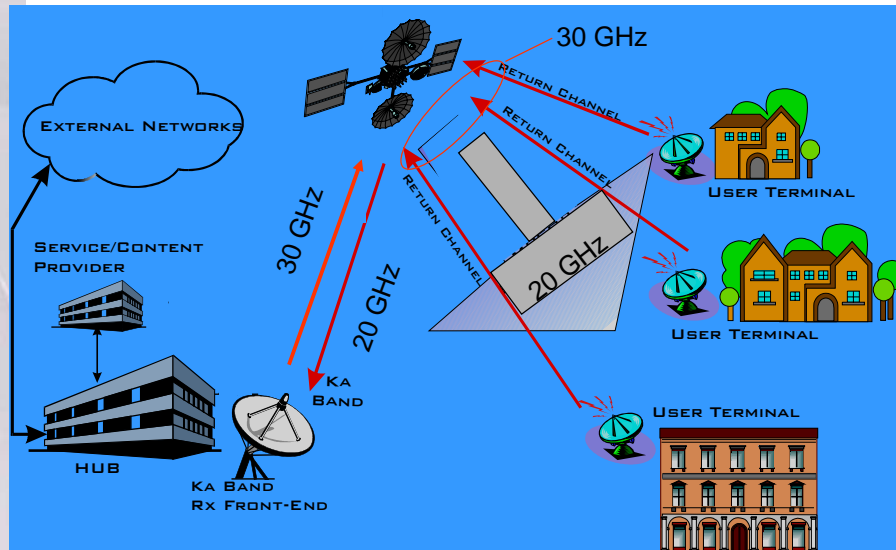 30 GHz
External Networks
Return Channel
User Terminal
Return Channel
Return Channel
Service/Content
Provider
30 GHz
20 GHz
20 GHz
User Terminal
Ka
Band
User Terminal
HUB
Ka Band
Rx Front-End